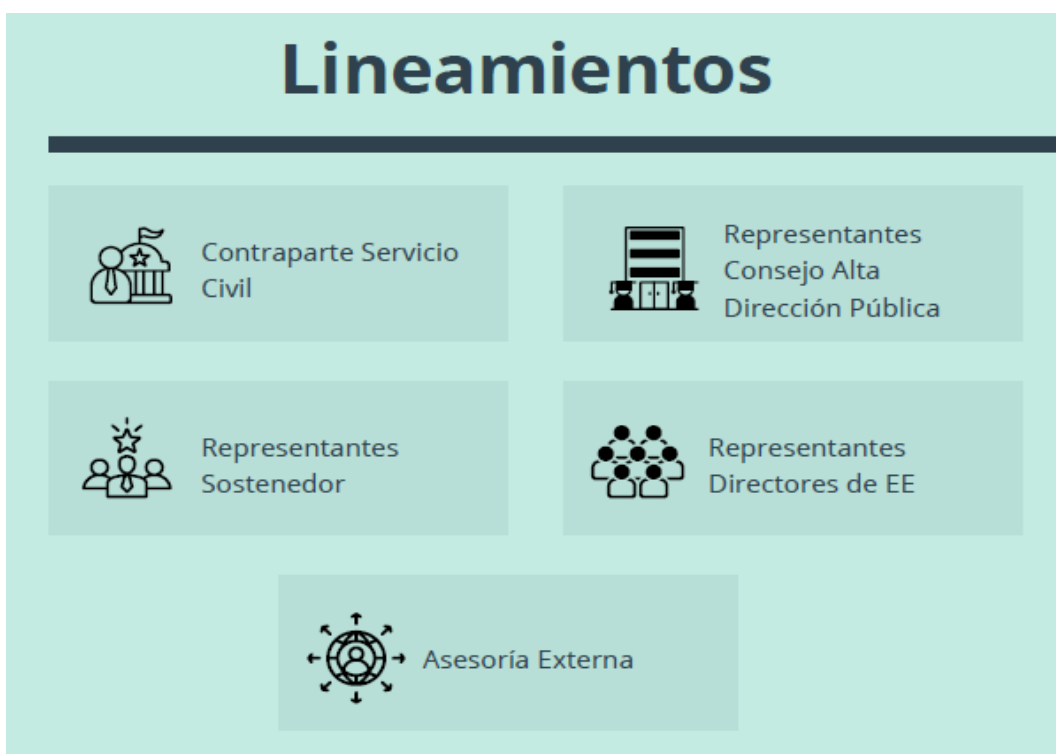 Lineamientos
Contraparte Servicio
Civil
Representantes
Consejo Alta
Dirección Pública
Representantes
Sostenedor
Representantes
Directores de EE
Asesoría Externa